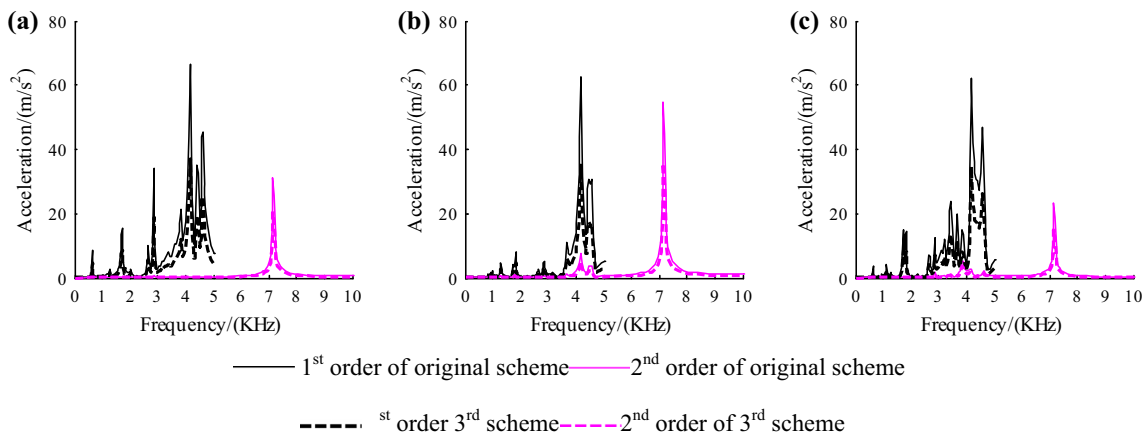 (a) (b) (c)
80 80 80
60 60 60
40 40 40
20 20 20
0 0 0
Acceleration/(m/s²) Acceleration/(m/s²) Acceleration/(m/s²)
0 1 2 3 4 5 6 7 8 9 10 0 1 2 3 4 5 6 7 8 9 10 0 1 2 3 4 5 6 7 8 9 10
Frequency/(KHz) Frequency/(KHz) Frequency/(KHz)
1st order of original scheme 2nd order of original scheme
st order 3rd scheme 2nd order of 3rd scheme